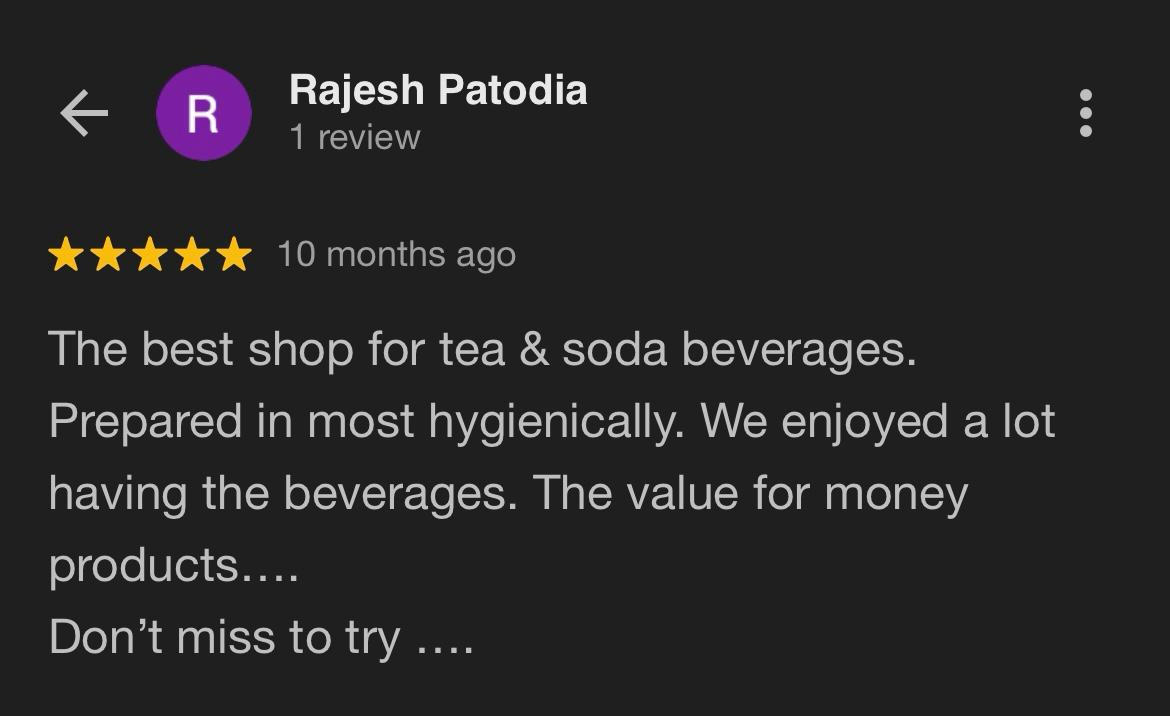 R
Rajesh Patodia
1 review
10 months ago
The best shop for tea & soda beverages.
Prepared in most hygienically. We enjoyed a lot
having the beverages. The value for money
products....
Don’t miss to try ....